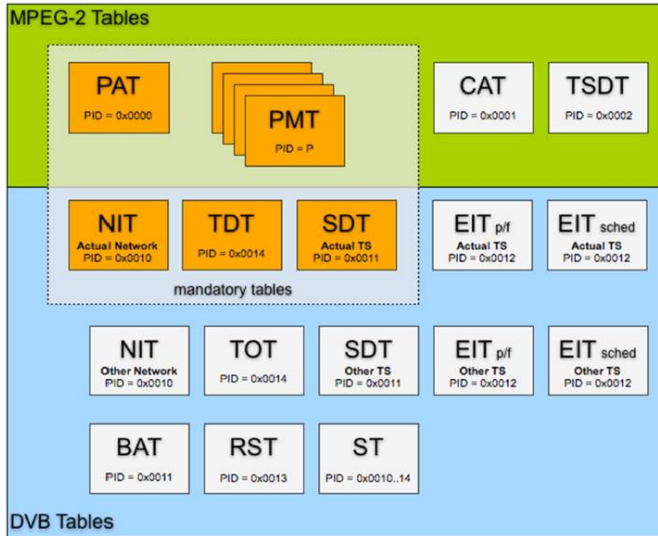 MPEG-2 Tables
PAT
PID = 0x0000
PMT
PID = P
CAT
PID = 0x0001
TSDT
PID = 0x0002
NIT
Actual Network
PID = 0x0010
TDT
PID = 0x0014
SDT
Actual TS
PID = 0x0011
EIT p/f
Actual TS
PID = 0x0012
EIT sched
Actual TS
PID = 0x0012
mandatory tables
NIT
Other Network
PID = 0x0010
TOT
PID = 0x0014
SDT
Other TS
PID = 0x0011
EIT p/f
Other TS
PID = 0x0012
EIT sched
Other TS
PID = 0x0012
BAT
PID = 0x0011
RST
PID = 0x0013
ST
PID = 0x0010..14
DVB Tables